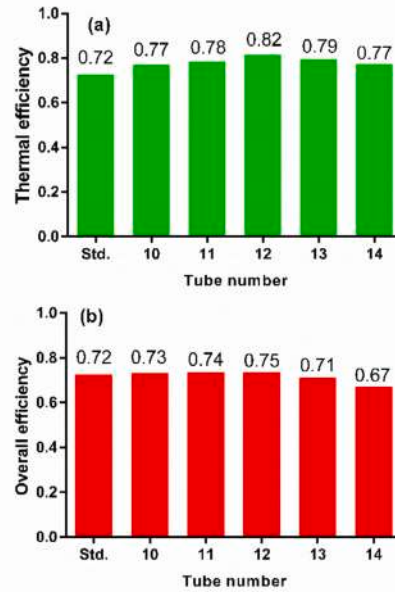 (a)
Thermal efficiency
1.0
0.8
0.6
0.4
0.2
0.0
0.72 0.77 0.78 0.82 0.79 0.77
Std. 10 11 12 13 14
Tube number
(b)
Overall efficiency
1.0
0.8
0.6
0.4
0.2
0.0
0.72 0.73 0.74 0.75 0.71 0.67
Std. 10 11 12 13 14
Tube number